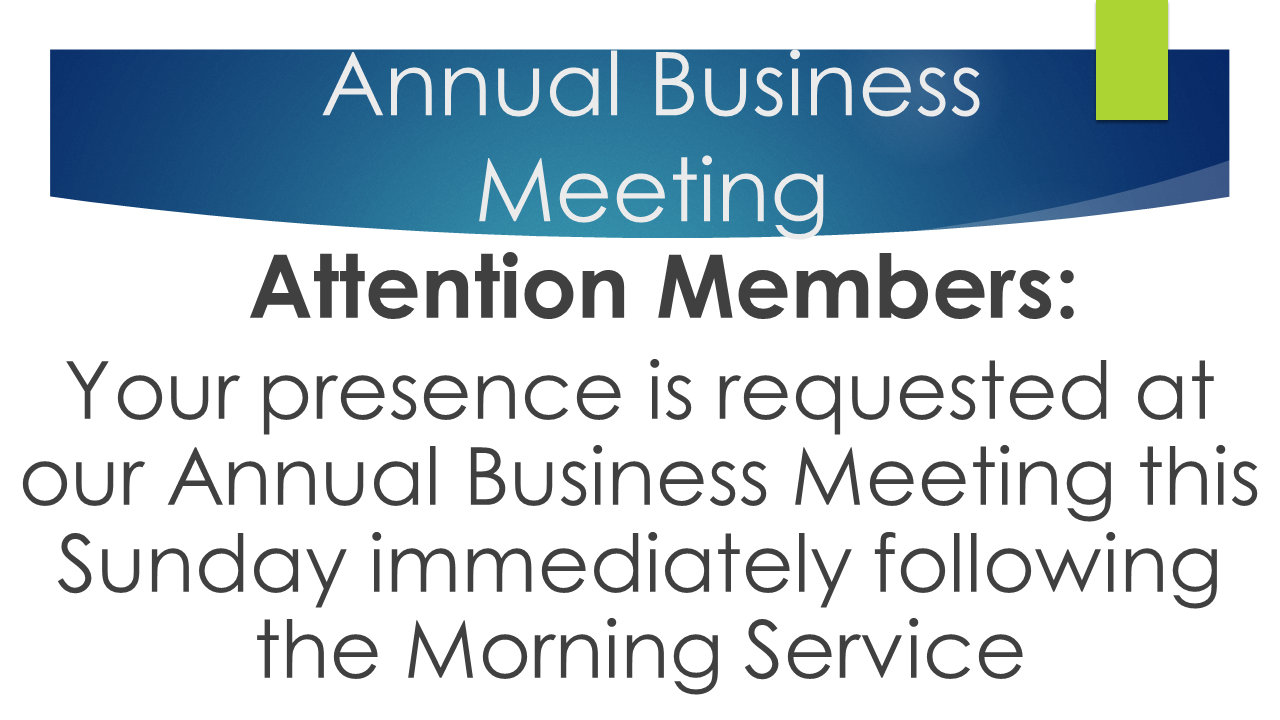 Annual Business
Meeting
Attention Members:
Your presence is requested at
our Annual Business Meeting this
Sunday immediately following
the Morning Service